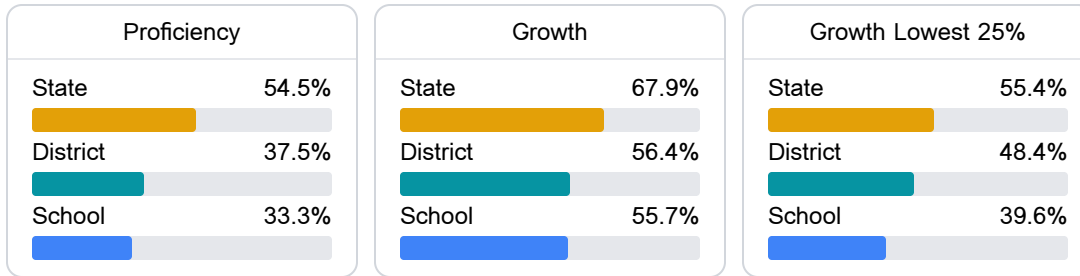 Proficiency
State 54.5%
District 37.5%
School 33.3%
Growth
State 67.9%
District 56.4%
School 55.7%
Growth Lowest 25%
State 55.4%
District 48.4%
School 39.6%